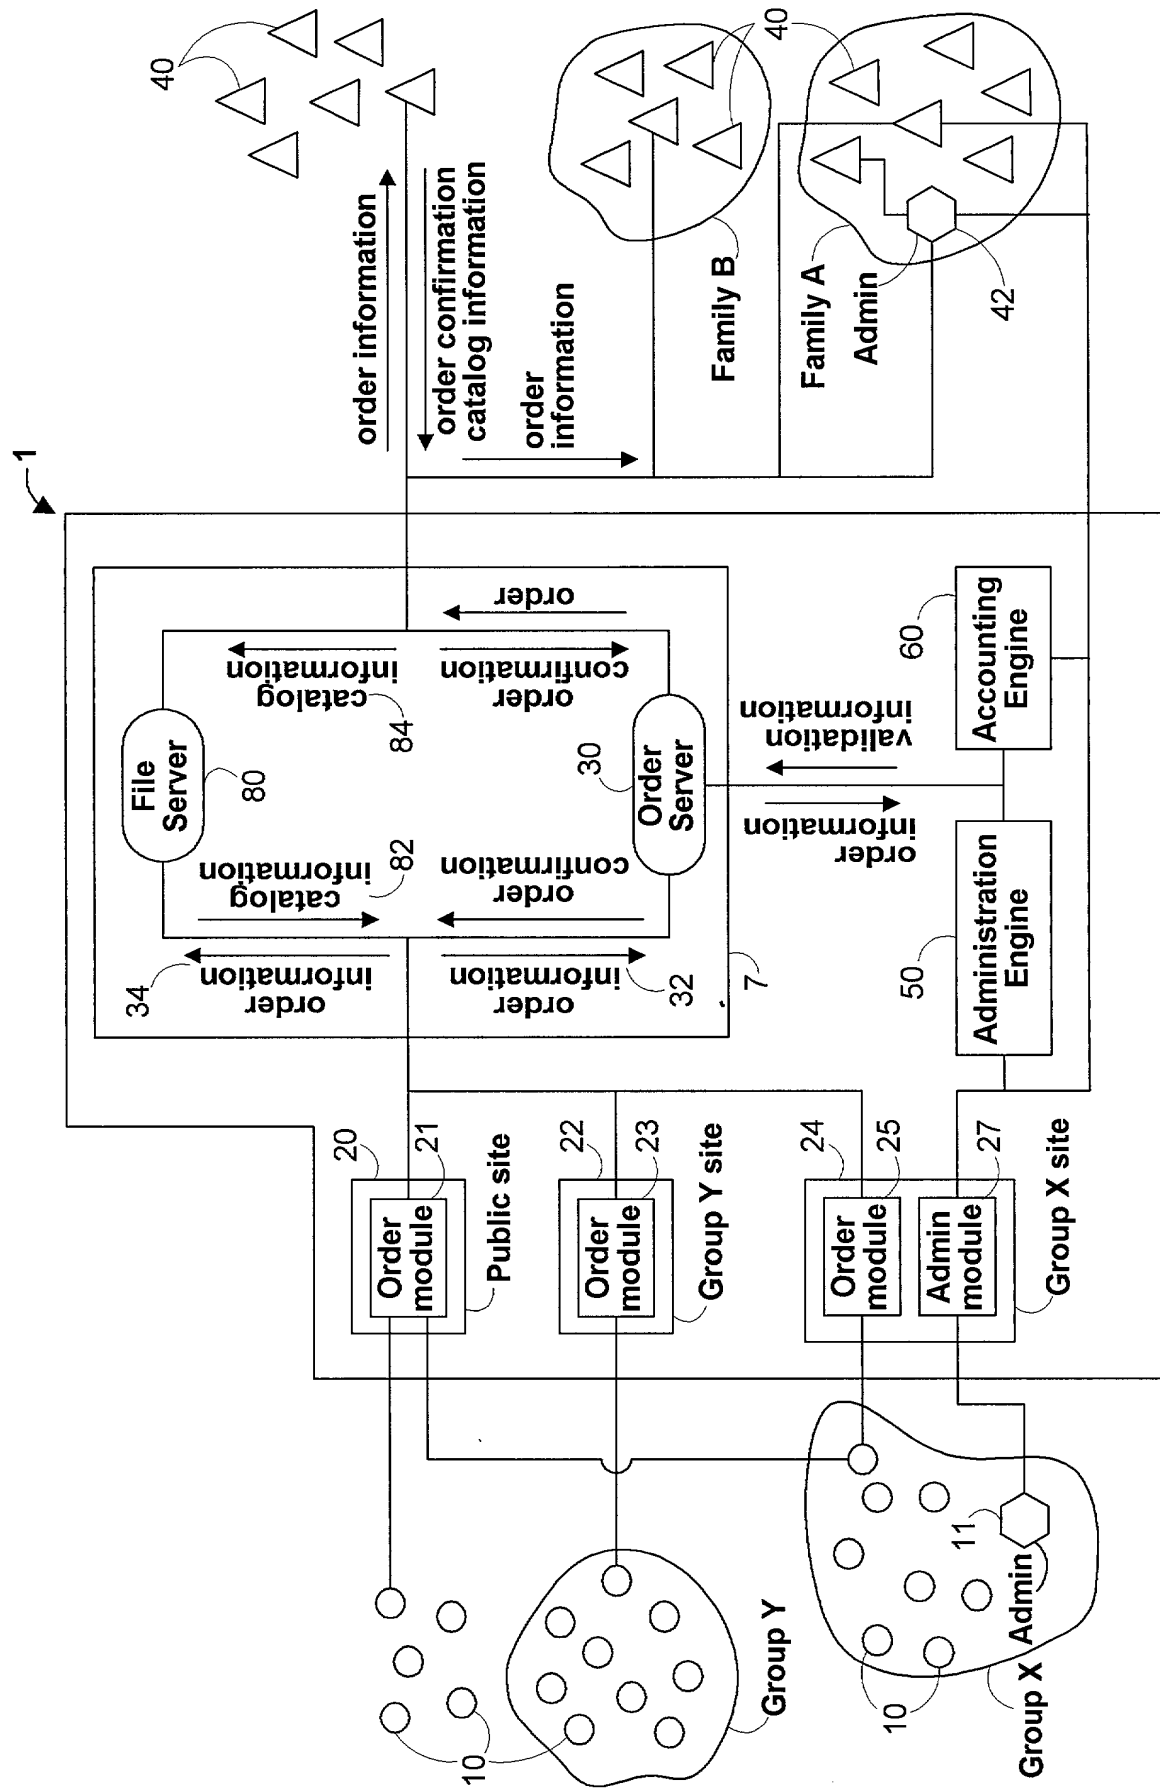 1
40
order information
order confirmation
catalog information
order
information
40
Family B
Family A
Admin
42
File
Server
80
catalog
information
82
catalog
information
84
order
information
34
order
information
32
order
confirmation
order
confirmation
order
30
Order
Server
7
order
information
validation
information
50
Administration
Engine
60
Accounting
Engine
20
21
Order
module
Public site
22
23
Order
module
Group Y site
24
25
Order
module
27
Admin
module
Group X site
10
Group Y
10
11
Admin
Group X